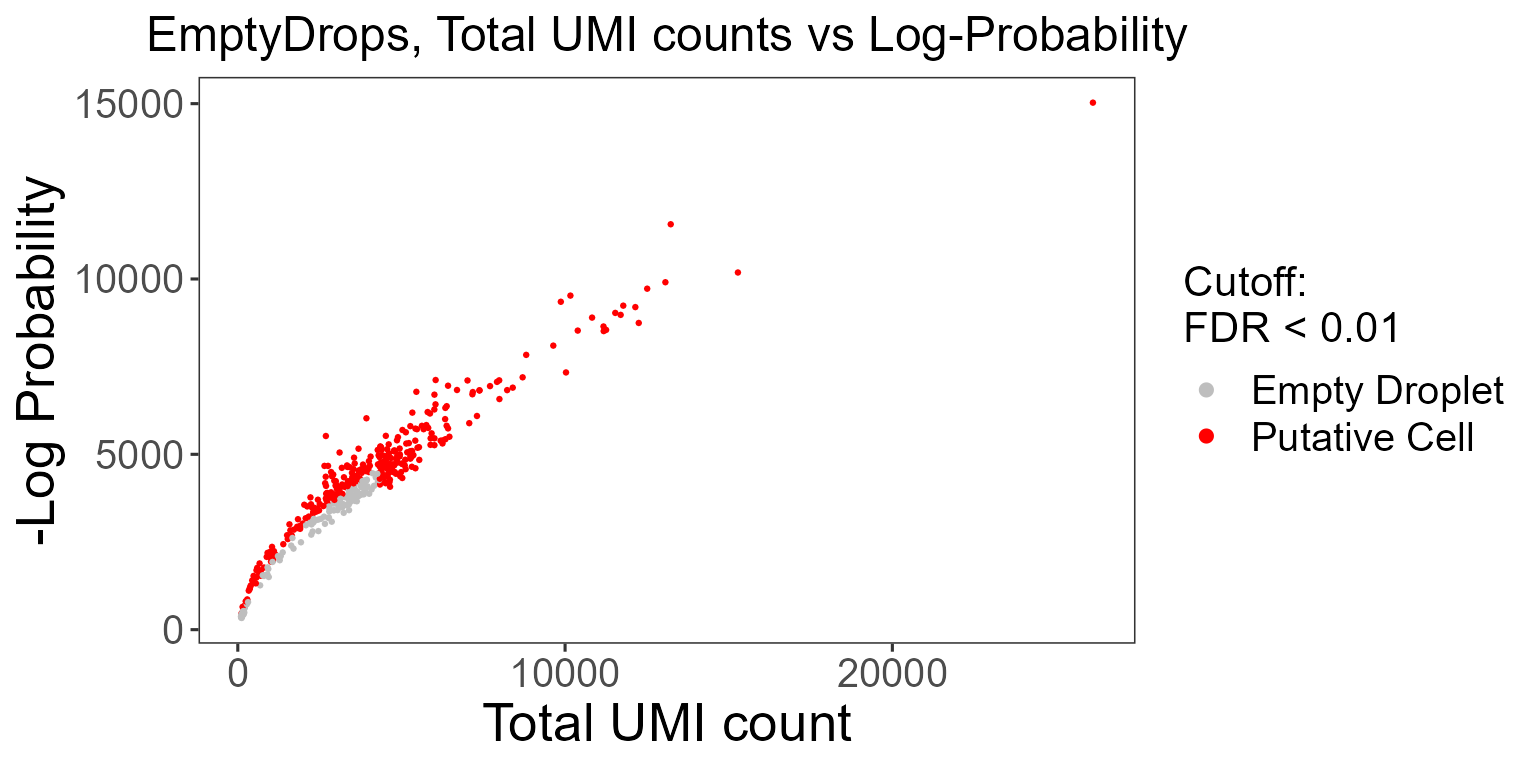 EmptyDrops, Total UMI counts vs Log-Probability
-Log Probability
15000
10000
5000
0
0
10000
20000
Total UMI count
Cutoff:
FDR < 0.01
Empty Droplet
Putative Cell